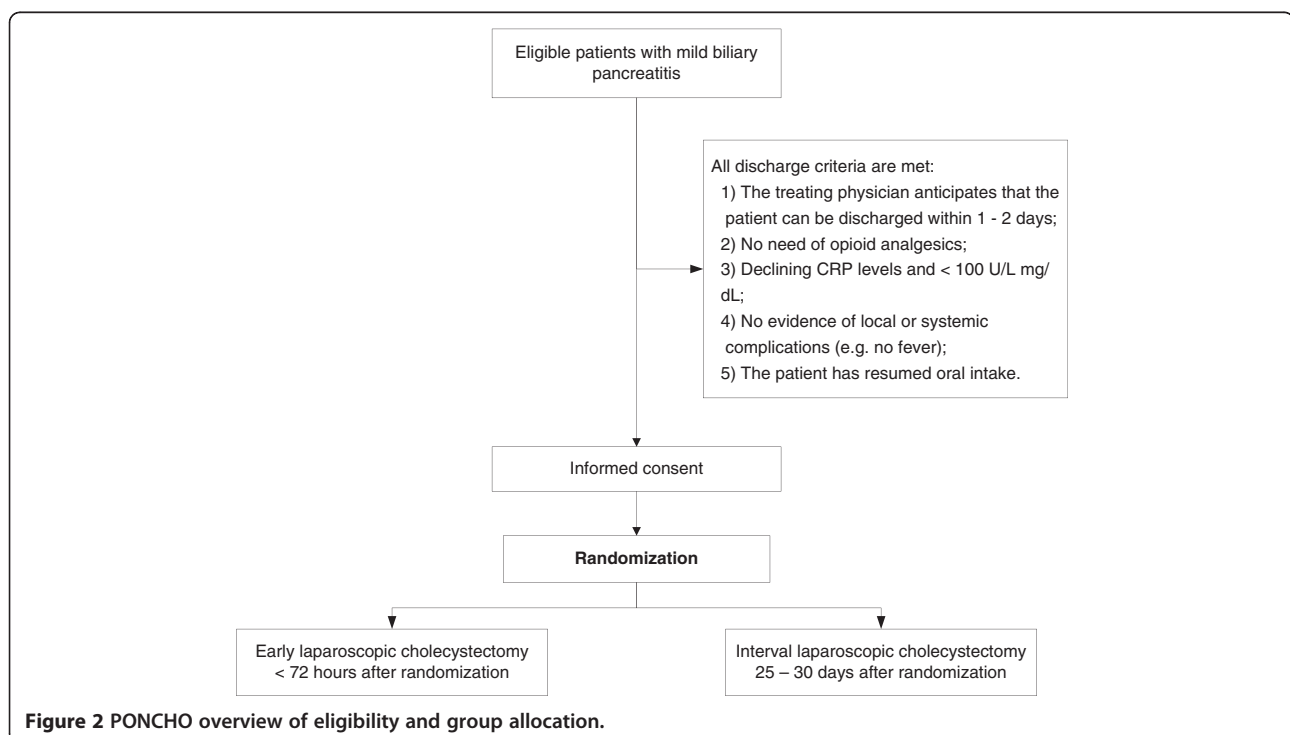 Eligible patients with mild biliary
pancreatitis
All discharge criteria are met:
1) The treating physician anticipates that the
patient can be discharged within 1 - 2 days;
2) No need of opioid analgesics;
3) Declining CRP levels and < 100 U/L mg/
dL;
4) No evidence of local or systemic
complications (e.g. no fever);
5) The patient has resumed oral intake.
Informed consent
Randomization
Early laparoscopic cholecystectomy
< 72 hours after randomization
Interval laparoscopic cholecystectomy
25 – 30 days after randomization
Figure 2 PONCHO overview of eligibility and group allocation.